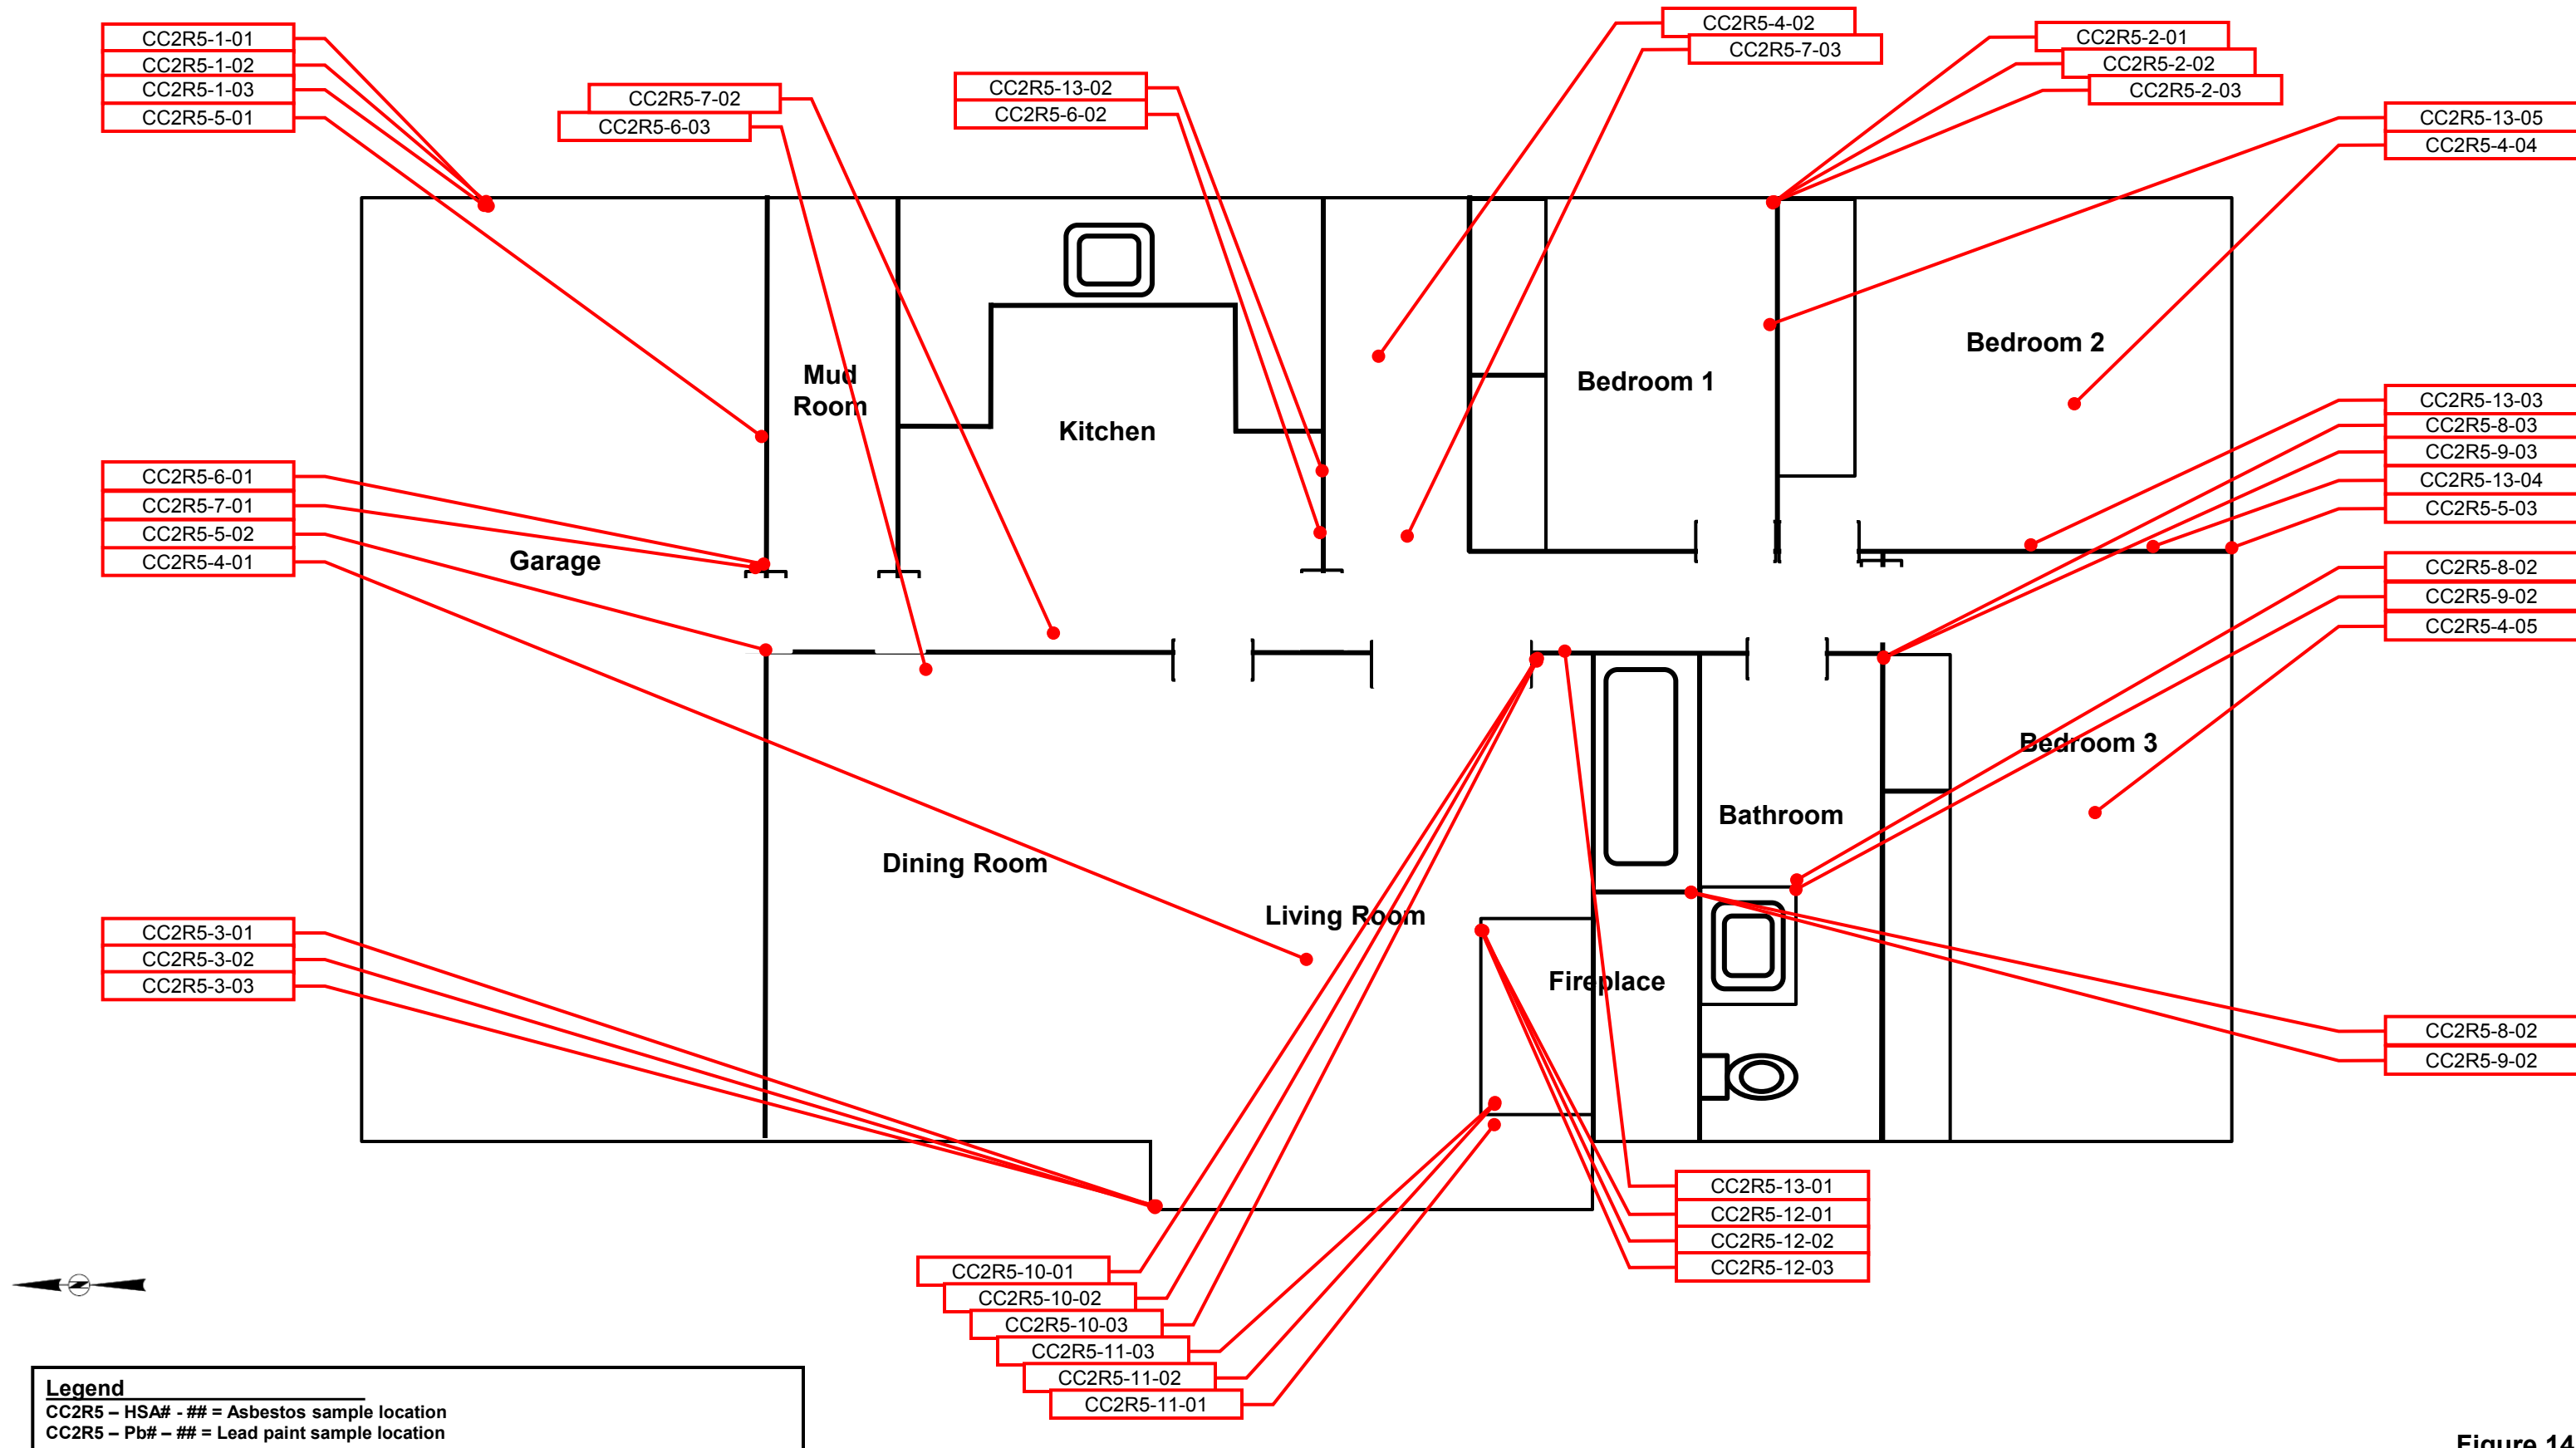 CC2R5-1-01
CC2R5-1-02
CC2R5-1-03
CC2R5-5-01
CC2R5-7-02
CC2R5-6-03
CC2R5-13-02
CC2R5-6-02
CC2R5-4-02
CC2R5-7-03
CC2R5-2-01
CC2R5-2-02
CC2R5-2-03
CC2R5-13-05
CC2R5-4-04
Mud
Room
Kitchen
Bedroom 1
Bedroom 2
CC2R5-13-03
CC2R5-8-03
CC2R5-9-03
CC2R5-13-04
CC2R5-5-03
CC2R5-6-01
CC2R5-7-01
CC2R5-5-02
CC2R5-4-01
Garage
CC2R5-8-02
CC2R5-9-02
CC2R5-4-05
Bedroom 3
Bathroom
Dining Room
Living Room
Fireplace
CC2R5-3-01
CC2R5-3-02
CC2R5-3-03
CC2R5-8-02
CC2R5-9-02
CC2R5-13-01
CC2R5-12-01
CC2R5-12-02
CC2R5-12-03
CC2R5-10-01
CC2R5-10-02
CC2R5-10-03
CC2R5-11-03
CC2R5-11-02
CC2R5-11-01
Z
Legend
CC2R5 – HSA# - ## = Asbestos sample location
CC2R5 – Pb# – ## = Lead paint sample location
Figure 14